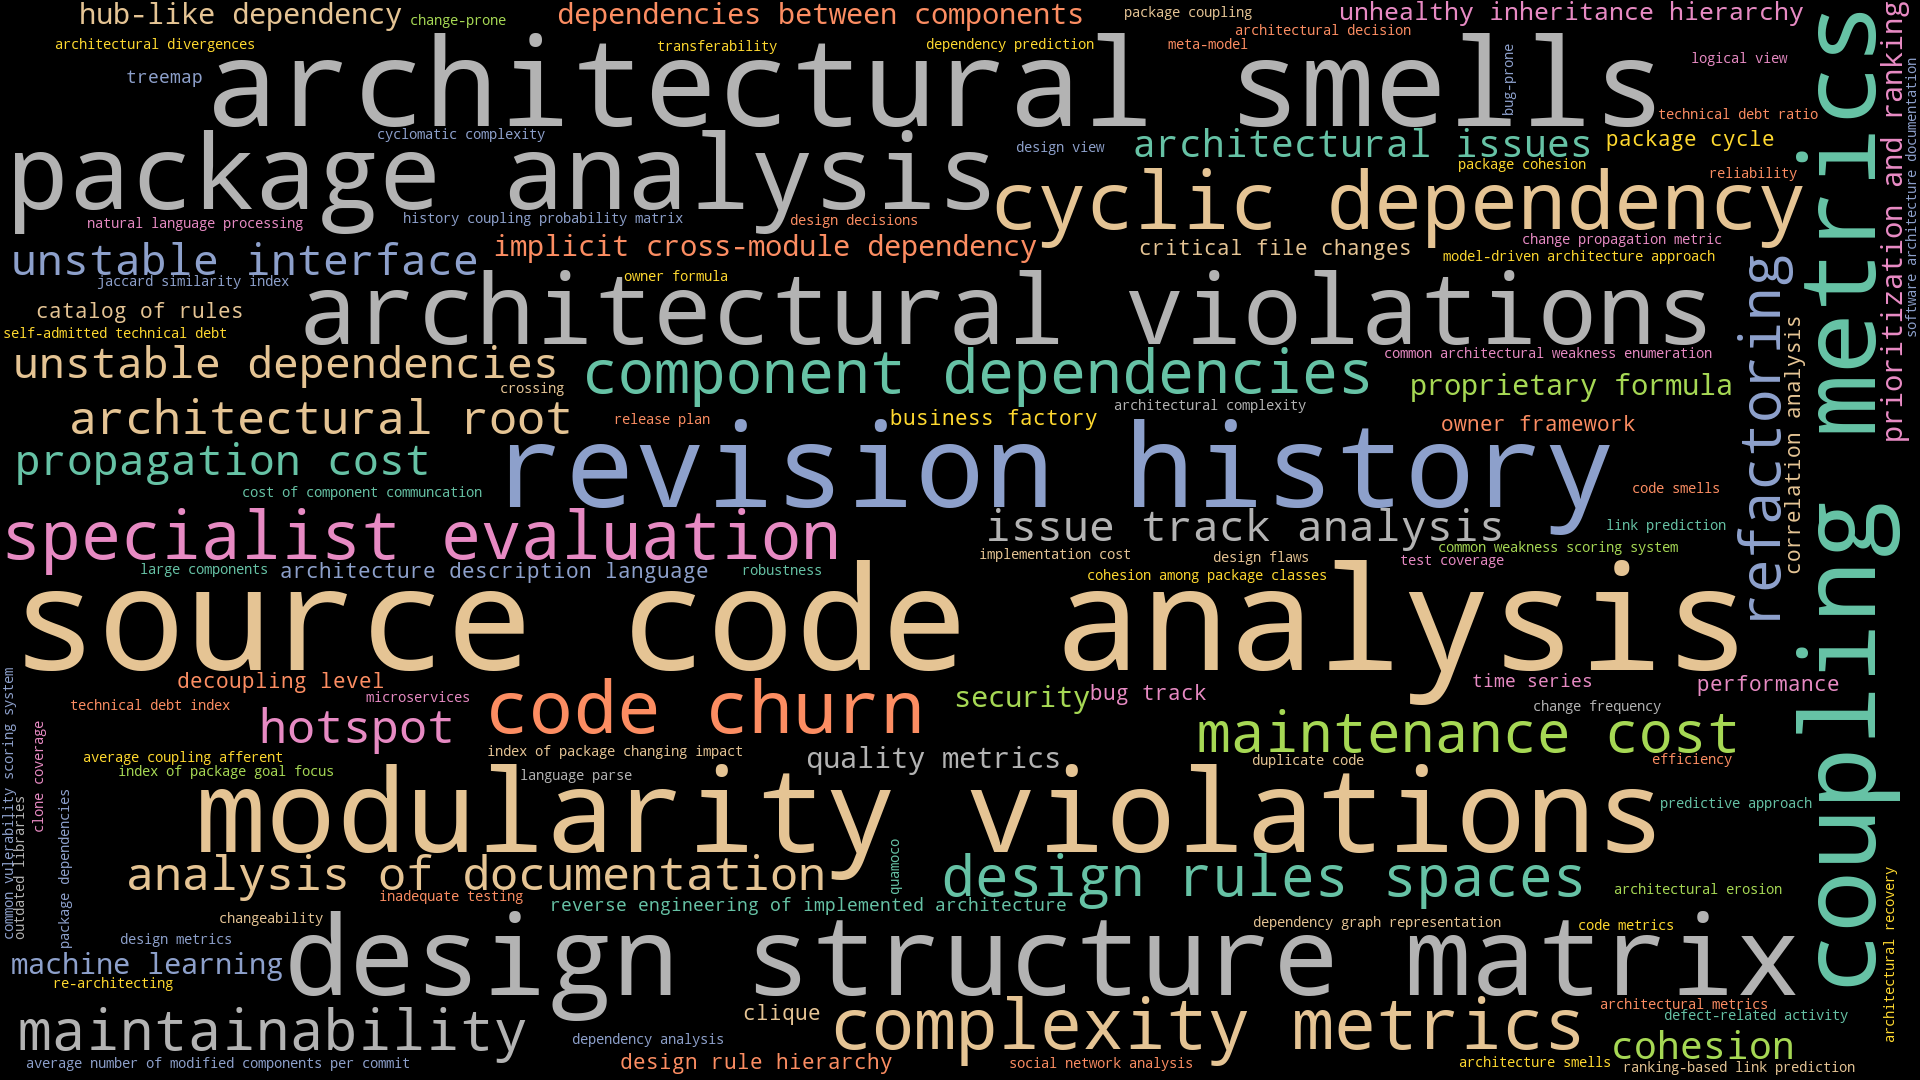 hub-like dependency
change-prone
dependencies between components
package coupling
unhealthy inheritance hierarchy
architectural decision
architectural divergences
transferability
dependency prediction
meta-model
logical view
treemap
architectural smells
bug-prone
technical debt ratio
cyclomatic complexity
package analysis
design view
architectural issues
package cycle
package cohesion
reliability
cyclic dependency
natural language processing
history coupling probability matrix
design decisions
unstable interface
implicit cross-module dependency
critical file changes
change propagation metric
model-driven architecture approach
jaccard similarity index
owner formula
catalog of rules
architectural violations
self-admitted technical debt
unstable dependencies
component dependencies
common architectural weakness enumeration
crossing
proprietary formula
architectural root
release plan
business factory
architectural complexity
owner framework
propagation cost
revision history
cost of component communcation
code smells
specialist evaluation
issue track analysis
link prediction
implementation cost
design flaws
common weakness scoring system
test coverage
large components
architecture description language
robustness
cohesion among package classes
source code analysis
decoupling level
microservices
code churn
security
bug track
time series
performance
technical debt index
hotspot
change frequency
maintenance cost
average coupling afferent
index of package changing impact
quality metrics
duplicate code
efficiency
index of package goal focus
language parse
modularity violations
predictive approach
analysis of documentation
quamoco
design rules spaces
architectural erosion
inadequate testing
reverse engineering of implemented architecture
changeability
dependency graph representation
code metrics
design metrics
design structure matrix
machine learning
re-architecting
maintainability
clique
complexity metrics
architectural metrics
defect-related activity
dependency analysis
cohesion
average number of modified components per commit
design rule hierarchy
social network analysis
architecture smells
ranking-based link prediction
common vulerability scoring system
outdated libraries
clone coverage
package dependencies
refactoring
correlation analysis
coupling metrics
prioritization and ranking
software architecture documentation
architectural recovery